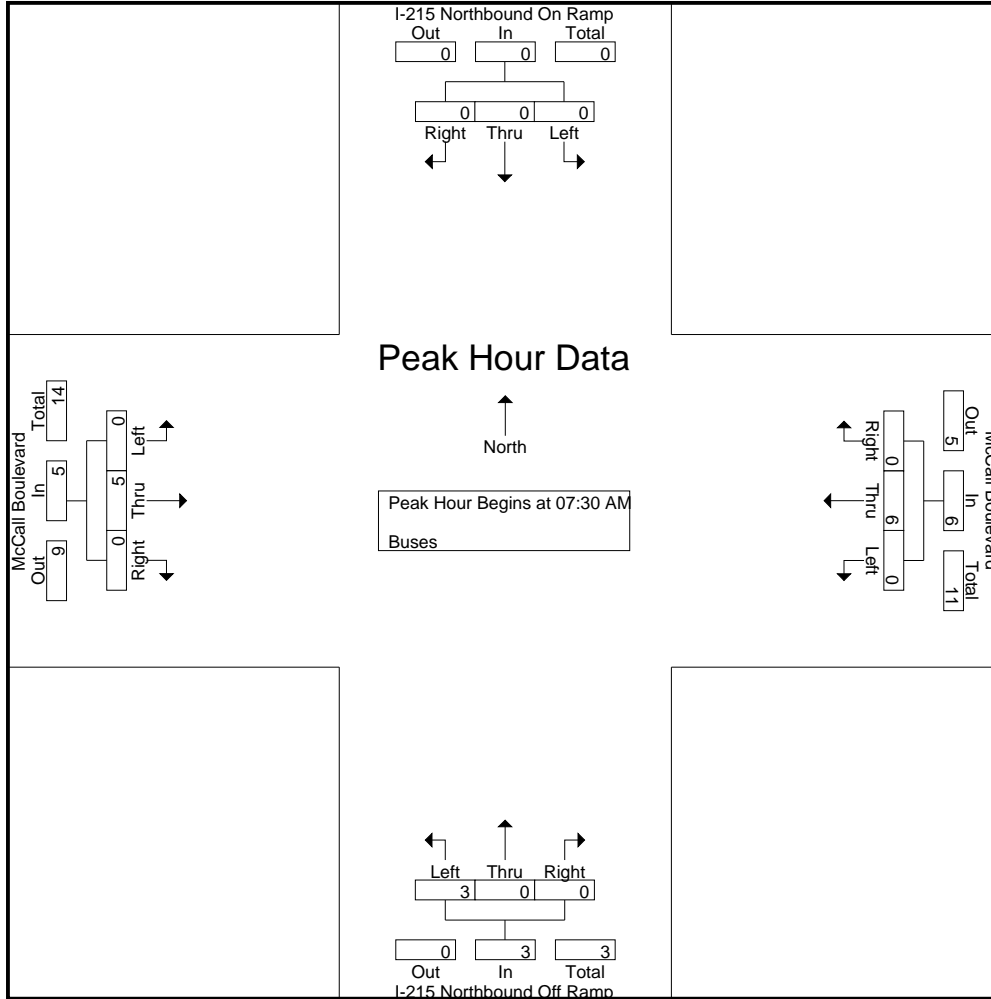 I-215 Northbound On Ramp
Out In Total
0 0 0
0 0 0
Right Thru Left
Peak Hour Data
North
Peak Hour Begins at 07:30 AM
Buses
McCall Boulevard
Out In Total
9 5 14
0 5 0
Right Thru Left
McCall Boulevard
Out In Total
5 6 11
0 6 0
Right Thru Left
Left Thru Right
3 0 0
0 3 3
Out In Total
I-215 Northbound Off Ramp